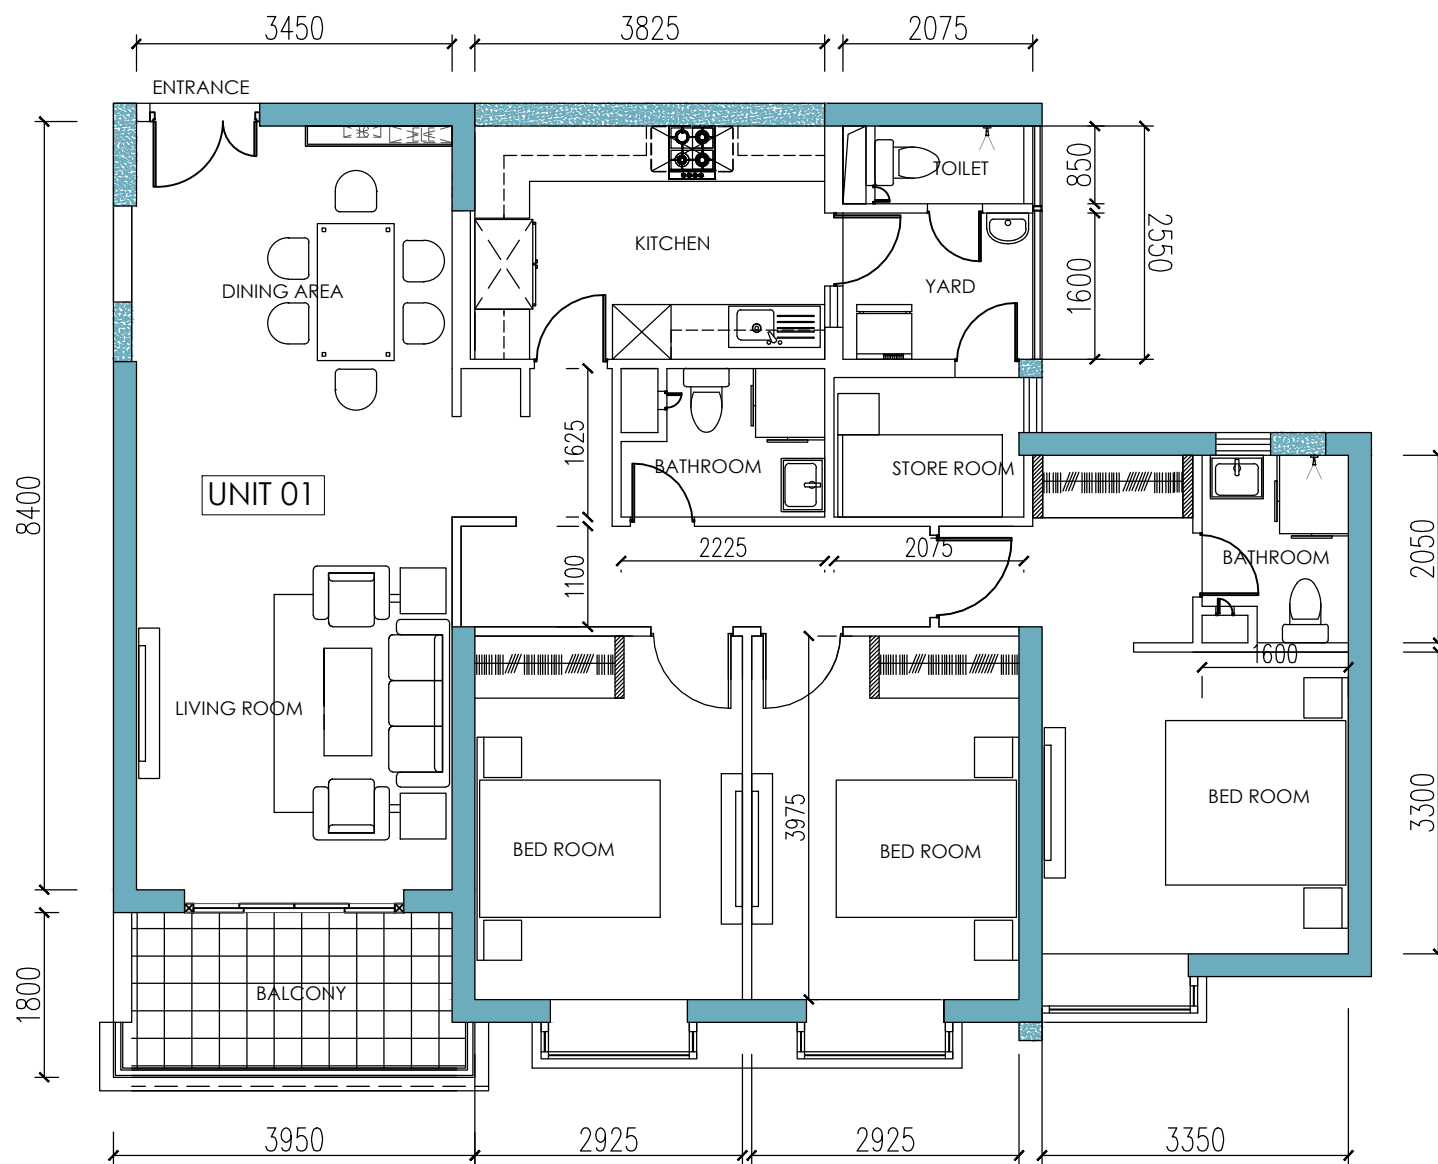 3450
3825
2075
ENTRANCE
850
TOILET
2550
KITCHEN
1600
YARD
DINING AREA
1625
BATHROOM
STORE ROOM
UNIT 01
8400
2225
2075
1100
2050
BATHROOM
1600
LIVING ROOM
3975
3300
BED ROOM
BED ROOM
BED ROOM
1800
BALCONY
3950
2925
2925
3350